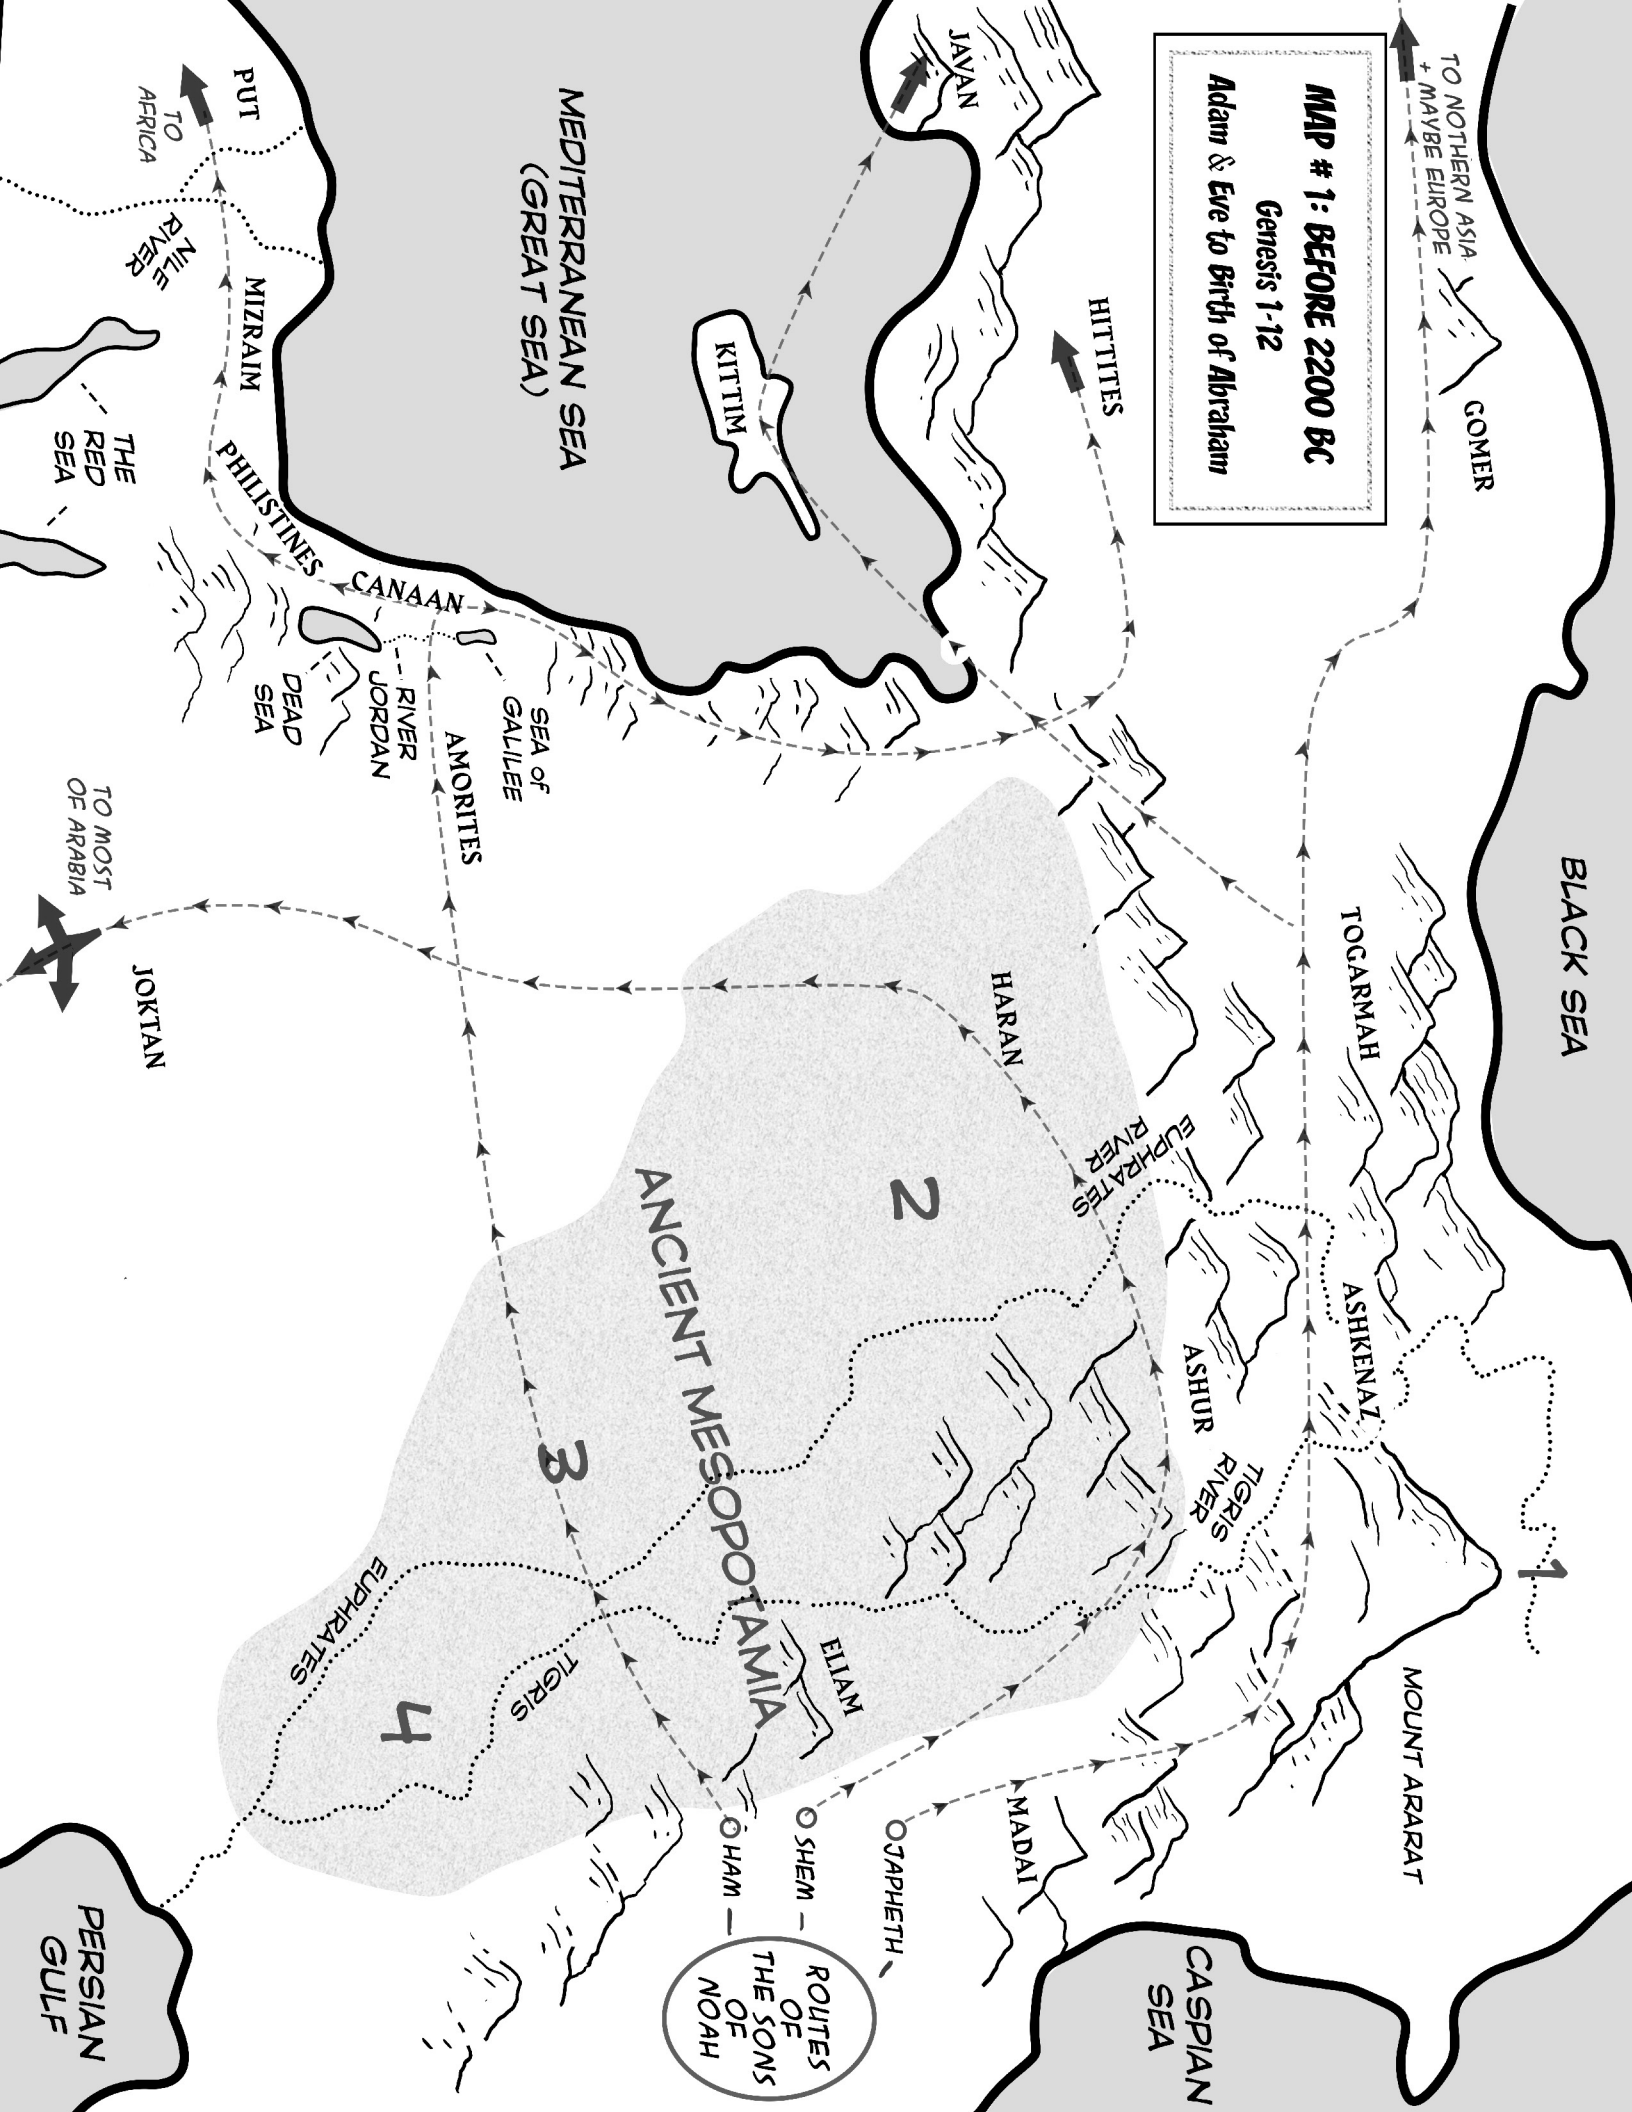 MAP # 1: BEFORE 2200 BC
Genesis 1-12
Adam & Eve to Birth of Abraham
TO NOTHERN ASIA
+ MAYBE EUROPE
GOMER
BLACK SEA
TOGARMAH
ASHKENAZ
1
MOUNT ARARAT
CASPIAN
SEA
JAVAN
HITTITES
HARAN
EUPHRATES
RIVER
ASHUR
TIGRIS
RIVER
MADAI
KITTIM
2
ELIAM
JAPHETH
SHEM
HAM
ROUTES
OF
THE SONS
OF
NOAH
MEDITERRANEAN SEA
(GREAT SEA)
ANCIENT MESOPOTAMIA
3
TIGRIS
EUPHRATES
4
SEA of
GALILEE
AMORITES
RIVER
JORDAN
DEAD
SEA
CANAAN
PHILISTINES
MIZRAIM
PUT
TO
AFRICA
NILE
RIVER
THE
RED
SEA
TO MOST
OF ARABIA
JOKTAN
PERSIAN
GULF